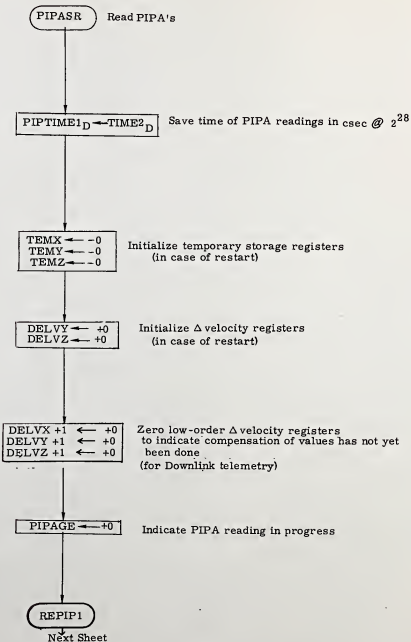 PIPASR Read PIPA's
PIPTIME1D ← TIME2D Save time of PIPA readings in csec @ 2^28
TEMX ← -0
TEMY ← -0
TEMZ ← -0
Initialize temporary storage registers
(in case of restart)
DELVY ← +0
DELVZ ← +0
Initialize Δ velocity registers
(in case of restart)
DELVX +1 ← +0
DELVY +1 ← +0
DELVZ +1 ← +0
Zero low-order Δ velocity registers
to indicate compensation of values has not yet
been done
(for Downlink telemetry)
PIPAGE ← +0 Indicate PIPA reading in progress
REPIP1
Next Sheet